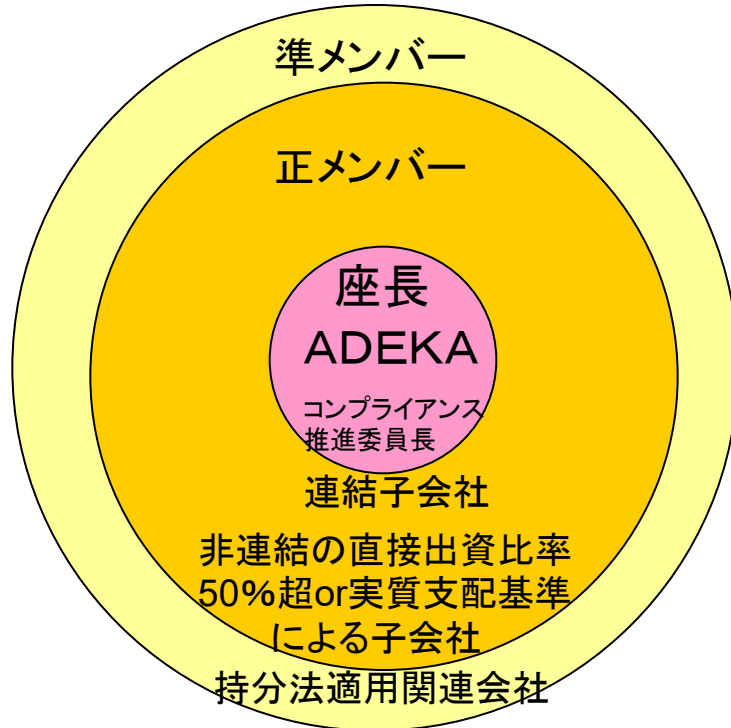 準メンバー
正メンバー
座長
ＡＤＥＫＡ
コンプライアンス
推進委員長
連結子会社
非連結の直接出資比率
50%超or実質支配基準
による子会社
持分法適用関連会社